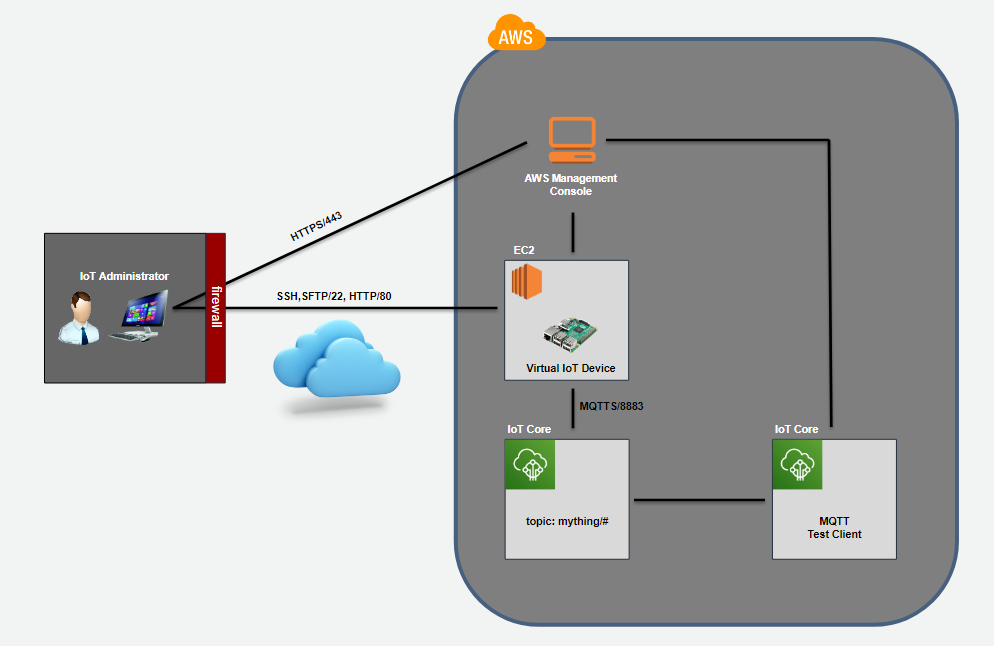 AWS
AWS Management
Console
HTTPS/443
EC2
IoT Administrator
firewall
SSH,SFTP/22, HTTP/80
Virtual IoT Device
MQTTS/8883
IoT Core
IoT Core
topic: mything/#
MQTT
Test Client